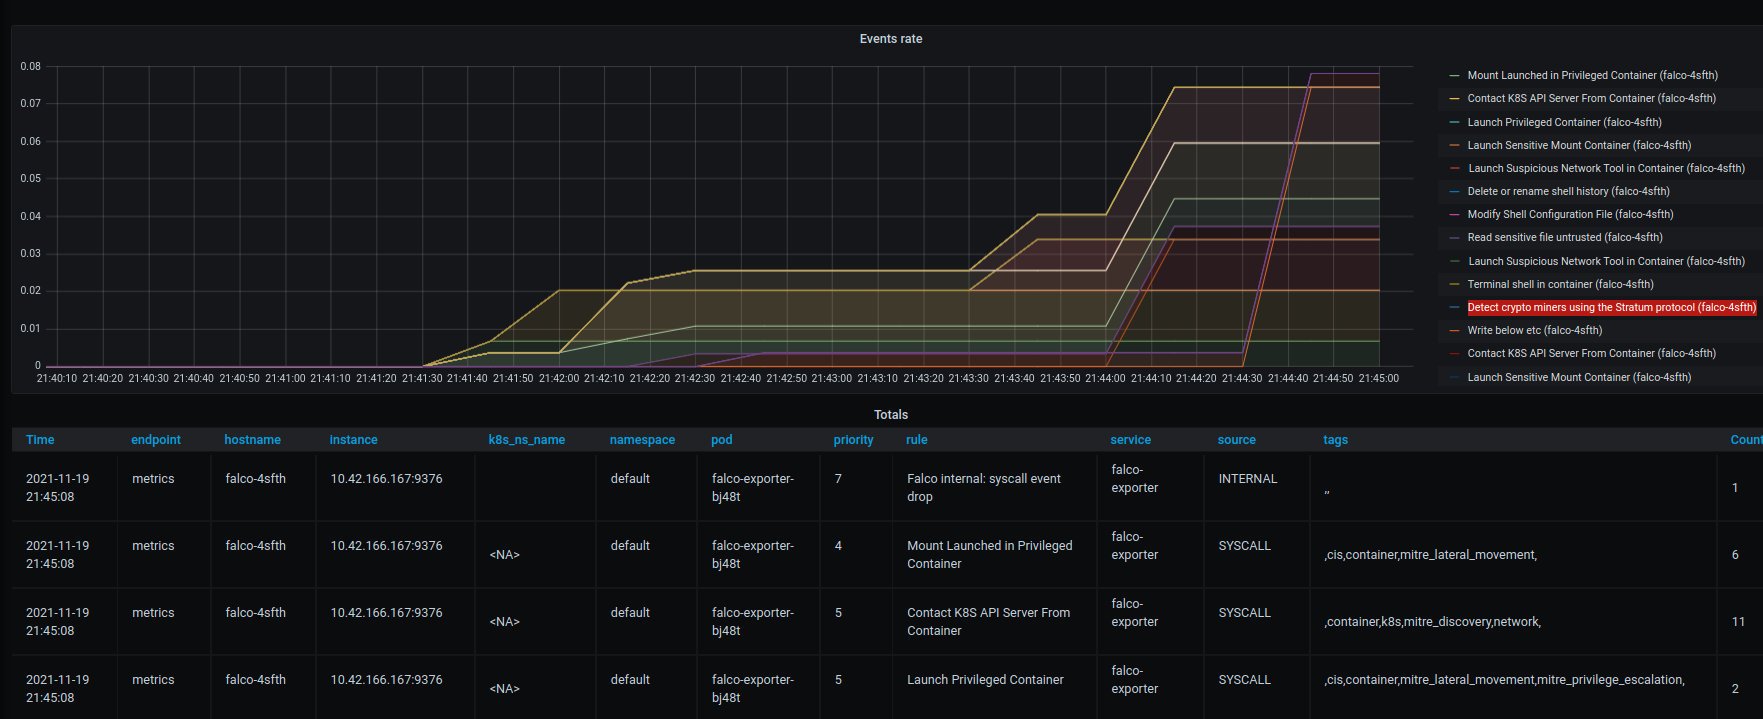 Events rate
0.08
0.07
0.06
0.05
0.04
0.03
0.02
0.01
0
21:40:10 21:40:20 21:40:30 21:40:40 21:40:50 21:41:00 21:41:10 21:41:20 21:41:30 21:41:40 21:41:50 21:42:00 21:42:10 21:42:20 21:42:30 21:42:40 21:42:50 21:43:00 21:43:10 21:43:20 21:43:30 21:43:40 21:43:50 21:44:00 21:44:10 21:44:20 21:44:30 21:44:40 21:44:50 21:45:00
Mount Launched in Privileged Container (falco-4sfth)
Contact K8S API Server From Container (falco-4sfth)
Launch Privileged Container (falco-4sfth)
Launch Sensitive Mount Container (falco-4sfth)
Launch Suspicious Network Tool in Container (falco-4sfth)
Delete or rename shell history (falco-4sfth)
Modify Shell Configuration File (falco-4sfth)
Read sensitive file untrusted (falco-4sfth)
Launch Suspicious Network Tool in Container (falco-4sfth)
Terminal shell in container (falco-4sfth)
Detect crypto miners using the Stratum protocol (falco-4sfth)
Write below etc (falco-4sfth)
Contact K8S API Server From Container (falco-4sfth)
Launch Sensitive Mount Container (falco-4sfth)
Totals
Time endpoint hostname instance k8s_ns_name namespace pod priority rule service source tags Count
2021-11-19 21:45:08 metrics falco-4sfth 10.42.166.167:9376 default falco-exporter-bj48t 7 Falco internal: syscall event drop falco-exporter INTERNAL ,, 1
2021-11-19 21:45:08 metrics falco-4sfth 10.42.166.167:9376 <NA> default falco-exporter-bj48t 4 Mount Launched in Privileged Container falco-exporter SYSCALL ,cis,container,mitre_lateral_movement, 6
2021-11-19 21:45:08 metrics falco-4sfth 10.42.166.167:9376 <NA> default falco-exporter-bj48t 5 Contact K8S API Server From Container falco-exporter SYSCALL ,container,k8s,mitre_discovery,network, 11
2021-11-19 21:45:08 metrics falco-4sfth 10.42.166.167:9376 <NA> default falco-exporter-bj48t 5 Launch Privileged Container falco-exporter SYSCALL ,cis,container,mitre_lateral_movement,mitre_privilege_escalation, 2